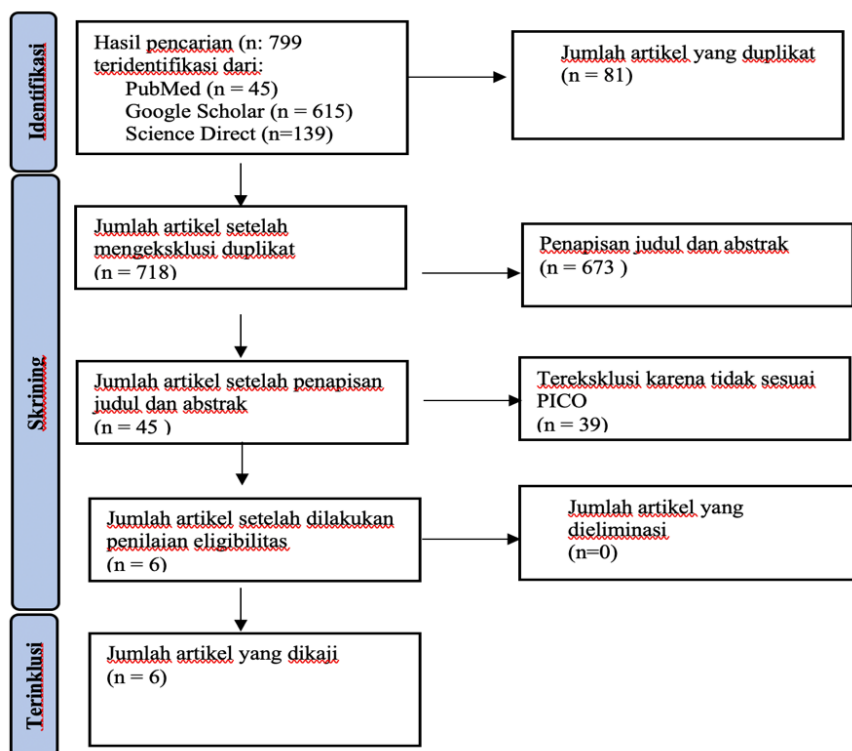 Identifikasi
Hasil pencarian (n: 799
teridentifikasi dari:
PubMed (n = 45)
Google Scholar (n = 615)
Science Direct (n=139)
Jumlah artikel yang duplikat
(n = 81)
Skrining
Jumlah artikel setelah
mengeksklusi duplikat
(n = 718)
Penapisan judul dan abstrak
(n = 673 )
Jumlah artikel setelah penapisan
judul dan abstrak
(n = 45 )
Tereksklusi karena tidak sesuai
PICO
(n = 39)
Jumlah artikel setelah dilakukan
penilaian eligibilitas
(n = 6)
Jumlah artikel yang
dieliminasi
(n=0)
Terinklusi
Jumlah artikel yang dikaji
(n = 6)